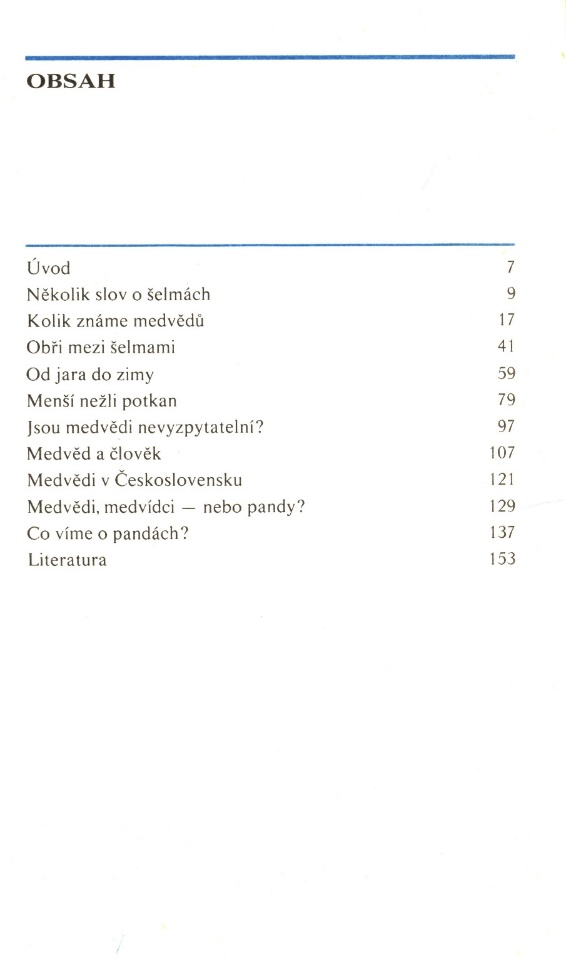 OBSAH
Úvod 7
Několik slov o šelmách 9
Kolik známe medvědů 17
Obři mezi šelmami 41
Od jara do zimy 59
Menší nežli potkan 79
Jsou medvědi nevyzpytatelní? 97
Medvěd a člověk 107
Medvědi v Československu 121
Medvědi, medvídci — nebo pandy? 129
Co víme o pandách? 137
Literatura 153